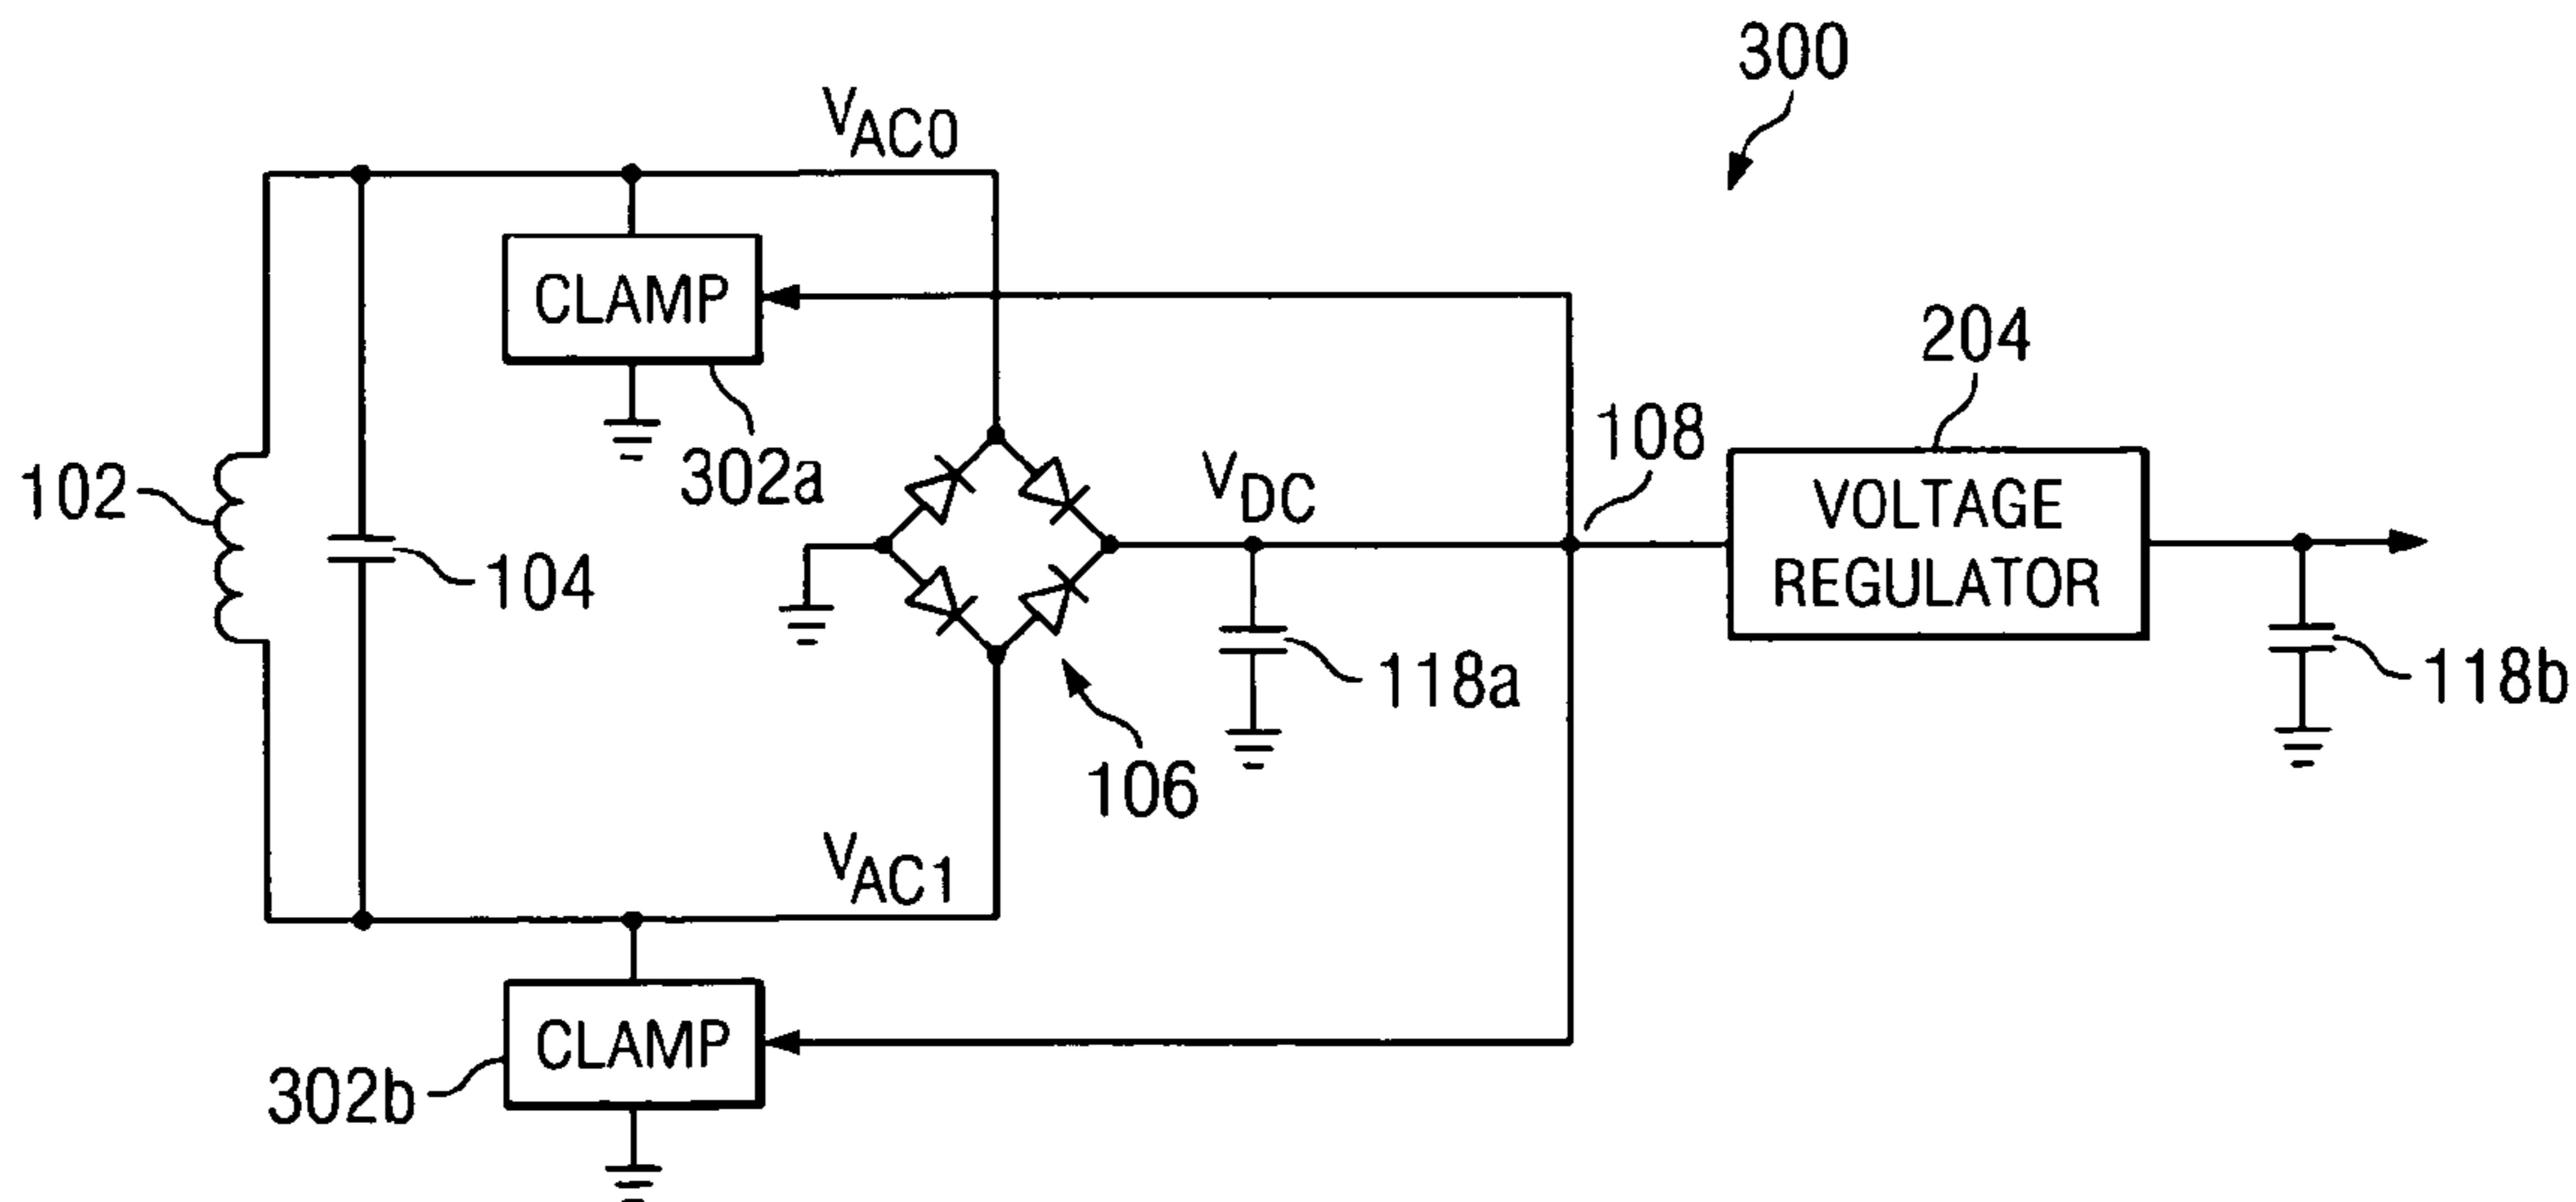 300
VAC0
CLAMP
204
108
302a
VDC
VOLTAGE
REGULATOR
102
104
118a
118b
106
VAC1
CLAMP
302b